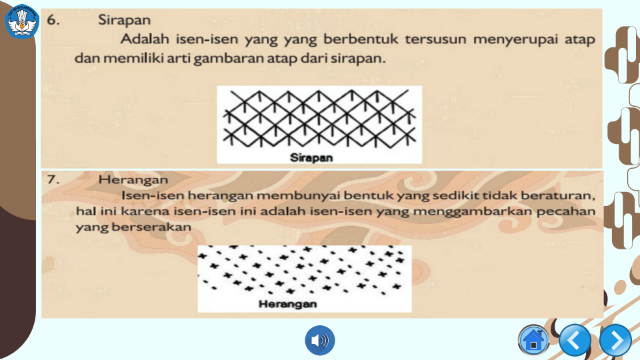 6. Sirapan
Adalah isen-isen yang yang berbentuk tersusun menyerupai atap
dan memiliki arti gambaran atap dari sirapan.
Sirapan
7. Herangan
Isen-isen herangan membunyai bentuk yang sedikit tidak beraturan,
hal ini karena isen-isen ini adalah isen-isen yang menggambarkan pecahan
yang berserakan
Herangan